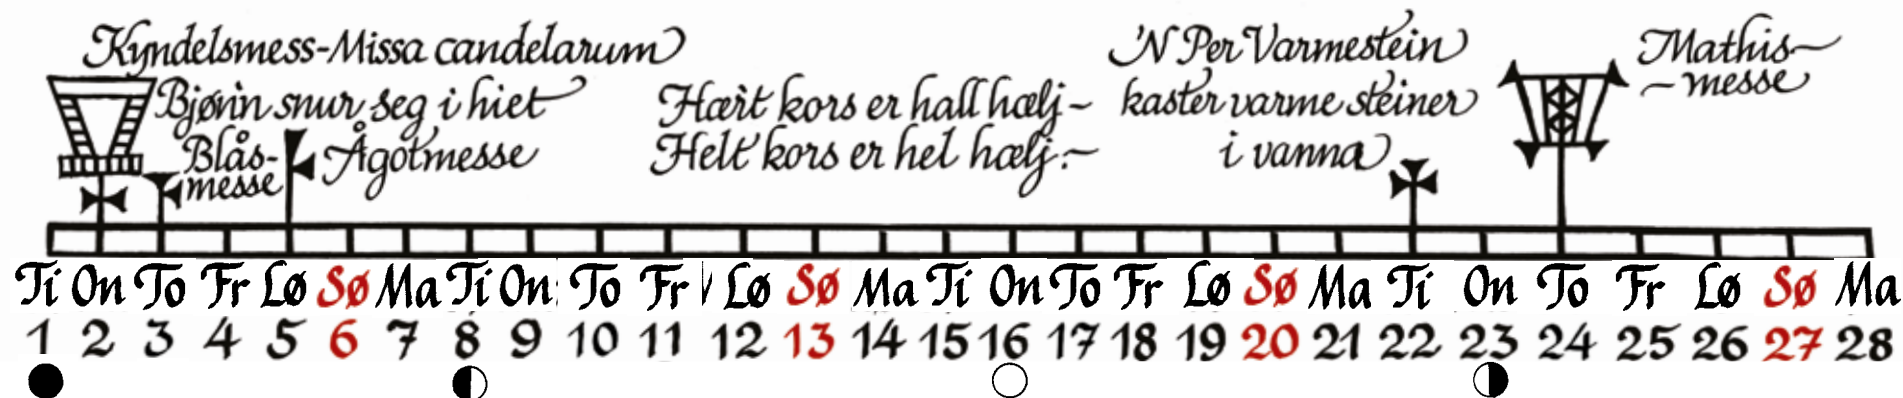 Kyndelsmess-Missa candelarum
Bjønn snur seg i hiet
Blås-
messe
Ågotmesse
Hært kors er hall hælj-
Helt kors er hel hælj:-
'N Per Varmestein
kaster varme steiner
i vanna
Mathis-
-messe
Ti On To Fr Lø Sø Ma Ti On To Fr Lø Sø Ma Ti On To Fr Lø Sø Ma Ti On To Fr Lø Sø Ma
1 2 3 4 5 6 7 8 9 10 11 12 13 14 15 16 17 18 19 20 21 22 23 24 25 26 27 28